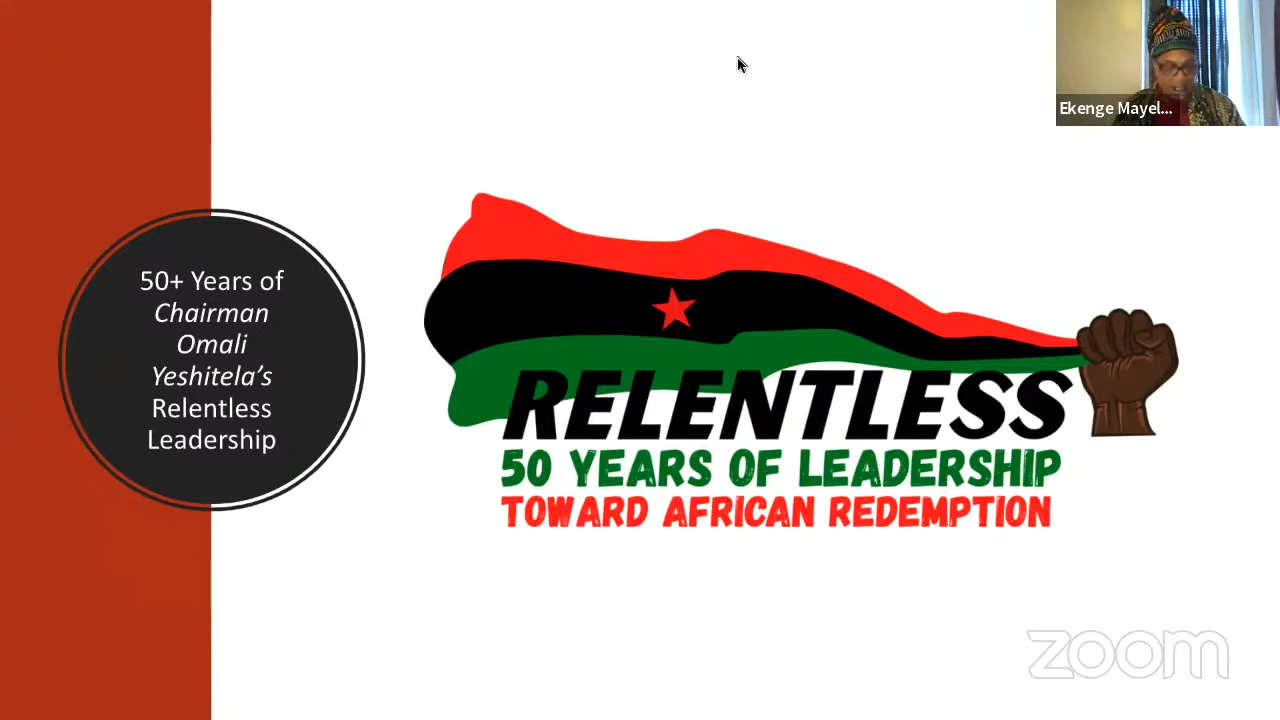 50+ Years of
Chairman
Omali
Yeshitela's
Relentless
Leadership
RELENTLESS
50 YEARS OF LEADERSHIP
TOWARD AFRICAN REDEMPTION
Ekenge Mayel...
zoom